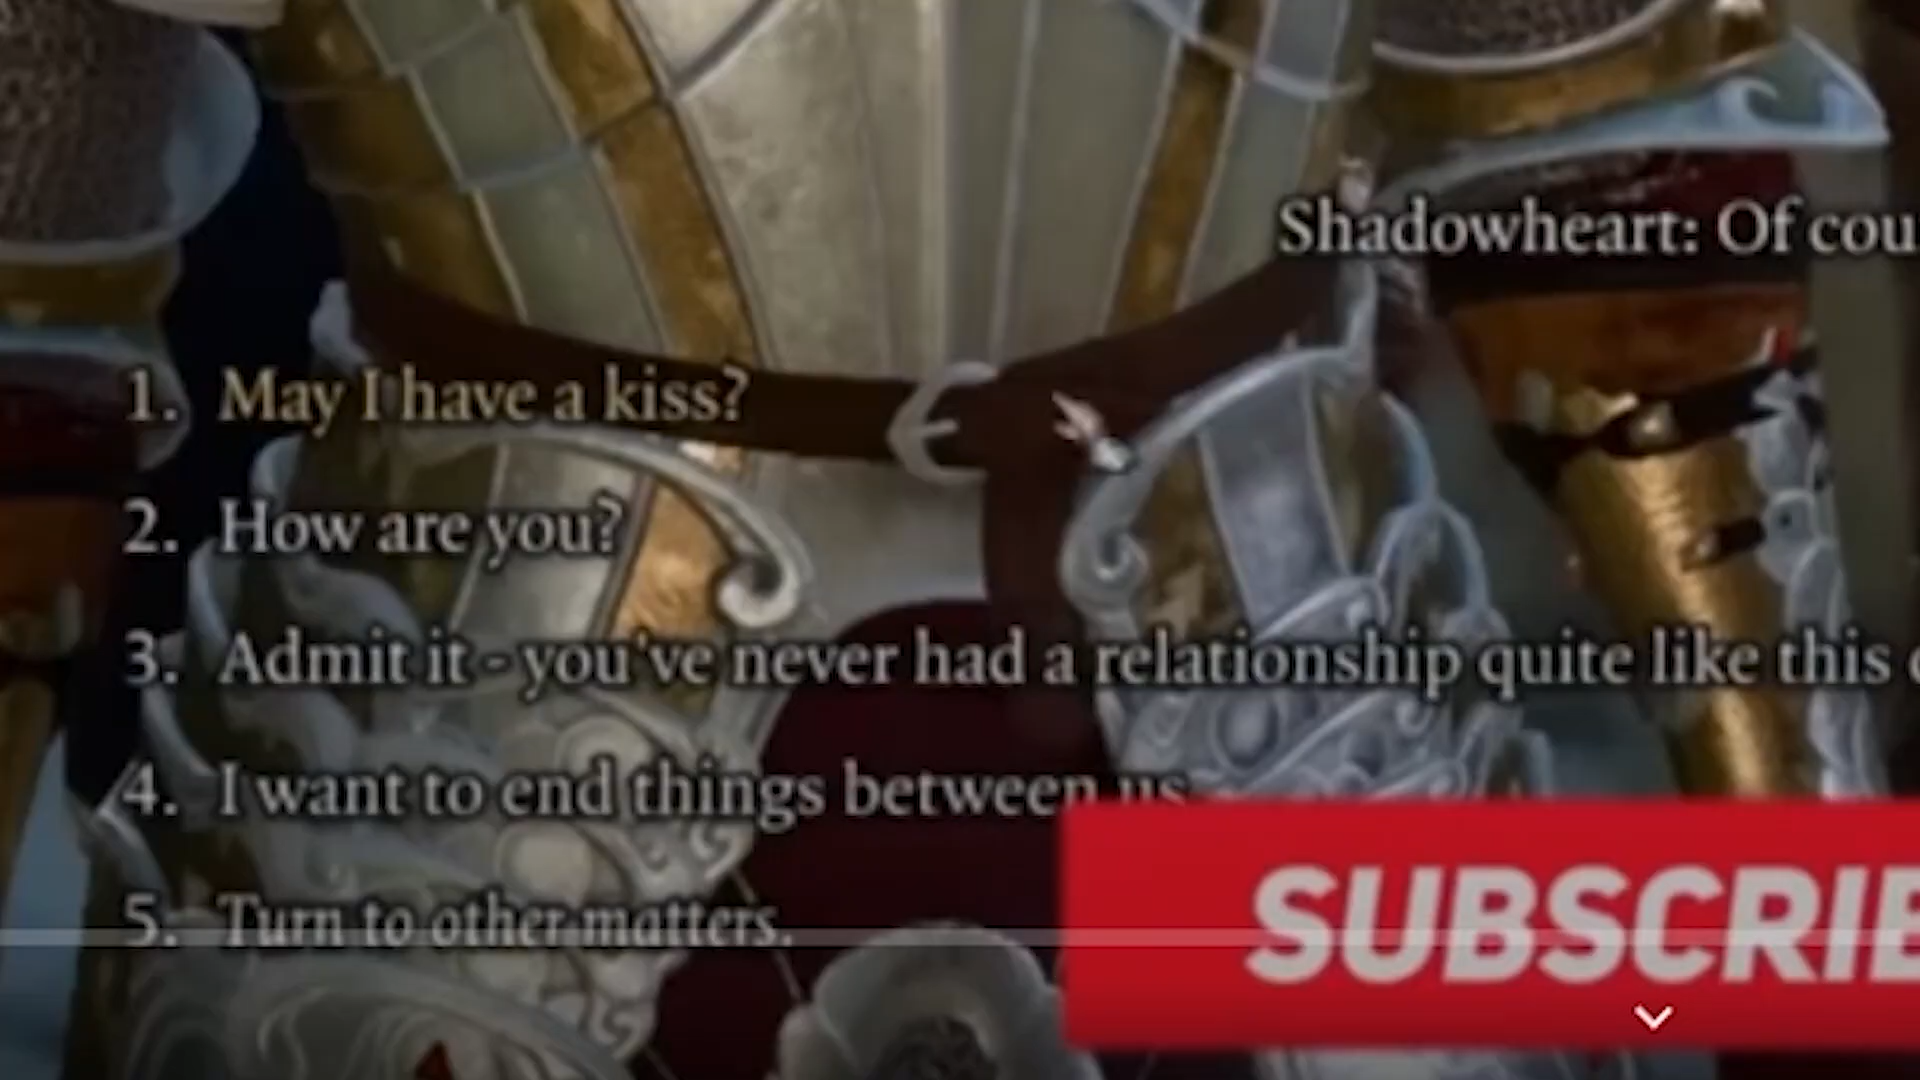 Shadowheart: Of cou
1. May I have a kiss?
2. How are you?
3. Admit it - you've never had a relationship quite like this
4. I want to end things between us
5. Turn to other matters.
SUBSCRIB